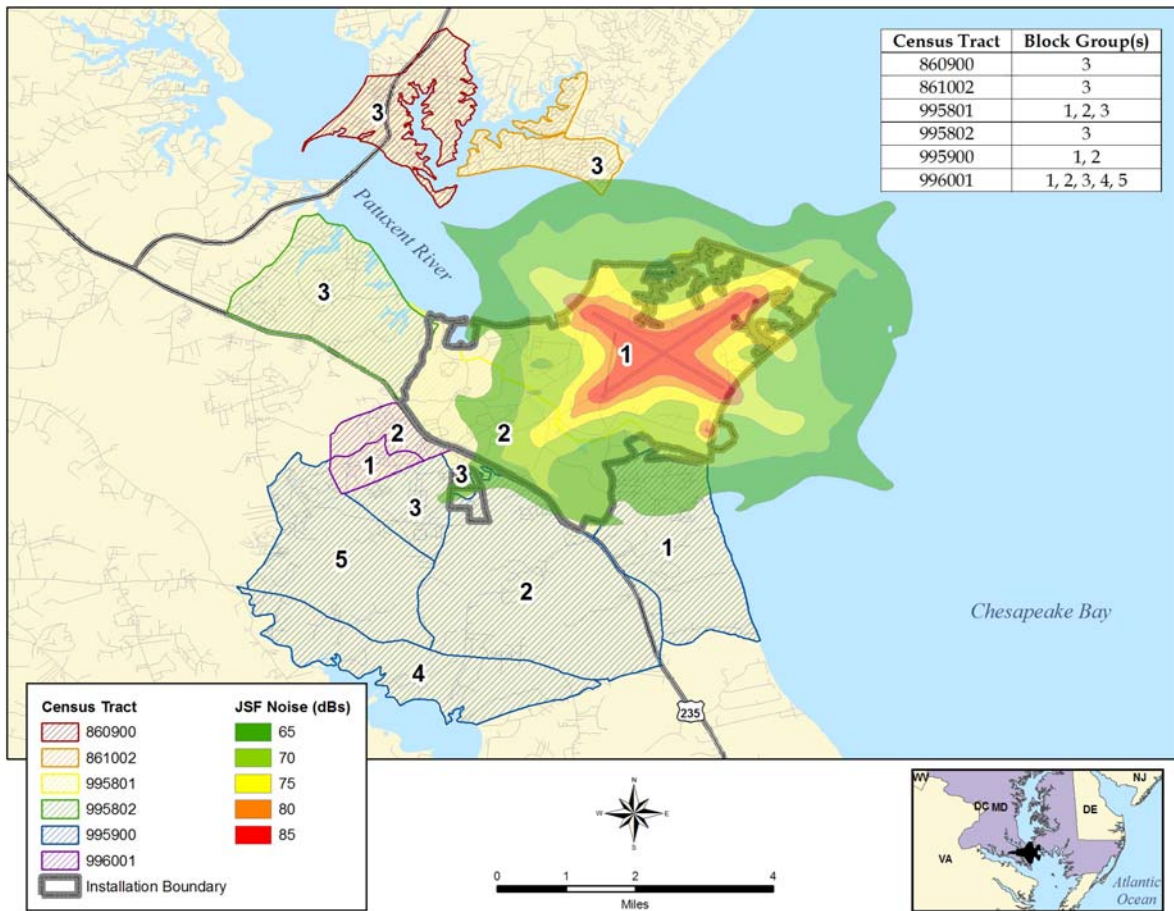 Census Tract Block Group(s)
860900 3
861002 3
995801 1, 2, 3
995802 3
995900 1, 2
996001 1, 2, 3, 4, 5
3
3
Patuxent River
3
1
2
2
1
3
3
5
1
2
4
Chesapeake Bay
235
Census Tract
860900
861002
995801
995802
995900
996001
Installation Boundary
JSF Noise (dBs)
65
70
75
80
85
N
W E
S
0 1 2 4
Miles
WV
NJ
DC MD
DE
VA
Atlantic
Ocean